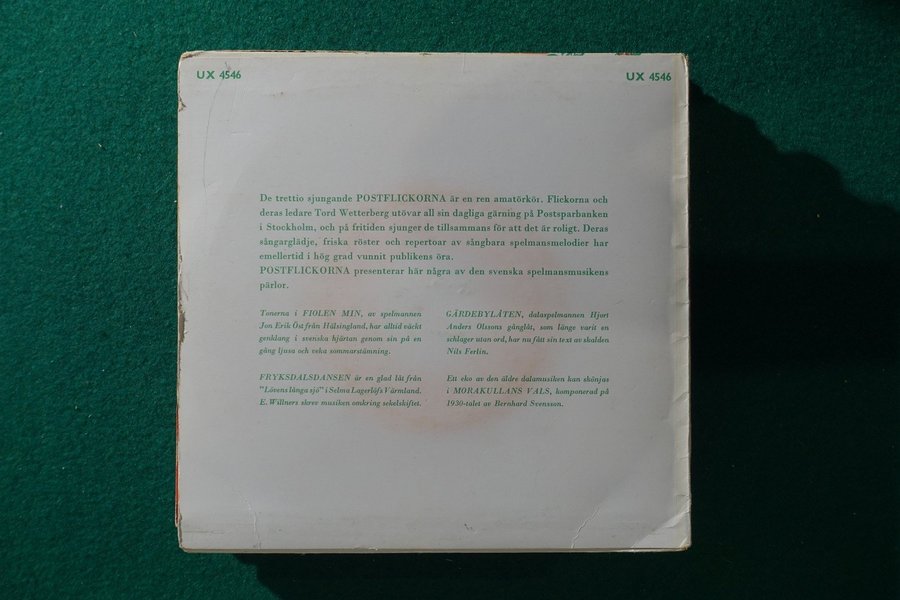 UX 4546
UX 4546
De trettio sjungande POSTFLICKORNA är en ren amatörkör. Flickorna och
deras ledare Tord Wetterberg utövar all sin dagliga gärning på Postsparbanken
i Stockholm, och på fritiden sjunger de tillsammans för att det är roligt. Deras
sångarglädje, friska röster och repertoar av sångbara spelmansmelodier har
emellertid i hög grad vunnit publikens öra.
POSTFLICKORNA presenterar här några av den svenska spelmansmusikens
pärlor.
Tonerna i FIOLEN MIN, av spelmannen
Jon Erik Öst från Hälsingland, har alltid väckt
genklang i svenska hjärtan genom sin på en
gång ljusa och veka sommarstämning.
FRYKSDALSDANSEN är en glad låt från
"Lövens långa sjö" i Selma Lagerlöfs Värmland.
E. Willners skrev musiken omkring sekelskiftet.
GÄRDEBYLÅTEN, dalaspelmannen Hjort
Anders Olssons gånglåt, som länge varit en
schlager utan ord, har nu fått sin text av skalden
Nils Ferlin.
Ett eko av den äldre dalamusiken kan skönjas
i MORAKULLANS VALS, komponerad på
1930-talet av Bernhard Svensson.